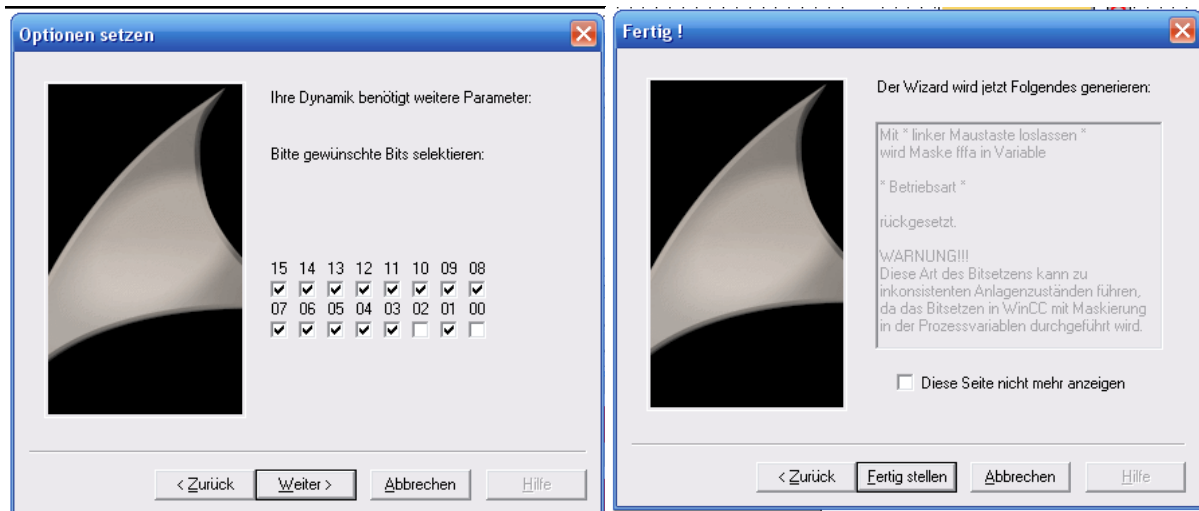 Optionen setzen
Ihre Dynamik benötigt weitere Parameter:
Bitte gewünschte Bits selektieren:
15 14 13 12 11 10 09 08
07 06 05 04 03 02 01 00
< Zurück Weiter > Abbrechen Hilfe
Fertig !
Der Wizard wird jetzt Folgendes generieren:
Mit " linker Maustaste loslassen "
wird Maske fffa in Variable
" Betriebsart "
rückgesetzt.
WARNUNG!!!
Diese Art des Bitsetzens kann zu
inkonsistenten Anlagenzuständen führen,
da das Bitsetzen in WinCC mit Maskierung
in der Prozessvariablen durchgeführt wird.
Diese Seite nicht mehr anzeigen
< Zurück Fertig stellen Abbrechen Hilfe